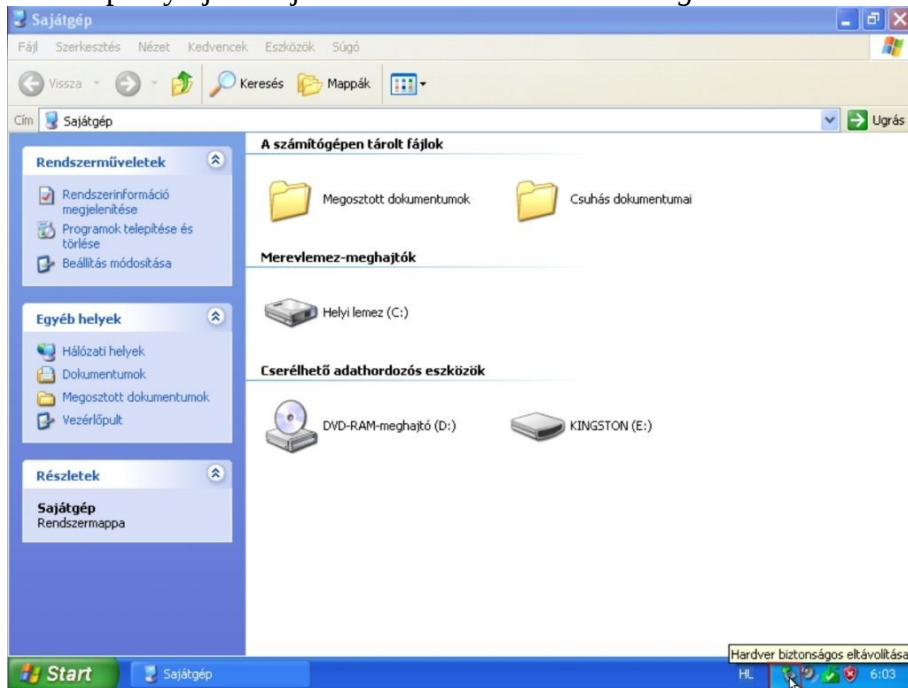 Sajátgép
Fájl Szerkesztés Nézet Kedvencek Eszközök Súgó
Vissza Keresés Mappák
Cím Sajátgép Ugrás
Rendszerműveletek
Rendszerinformáció
megjelenítése
Programok telepítése és
törlése
Beállítás módosítása
Egyéb helyek
Hálózati helyek
Dokumentumok
Megosztott dokumentumok
Vezérlőpult
Részletek
Sajátgép
Rendszermappa
A számítógépen tárolt fájlok
Megosztott dokumentumok Csuhás dokumentumai
Merevlemez-meghajtók
Helyi lemez (C:)
Cserélhető adathordozós eszközök
DVD-RAM-meghajtó (D:) KINGSTON (E:)
Hardver biztonságos eltávolítása
Start Sajátgép HL 6:03